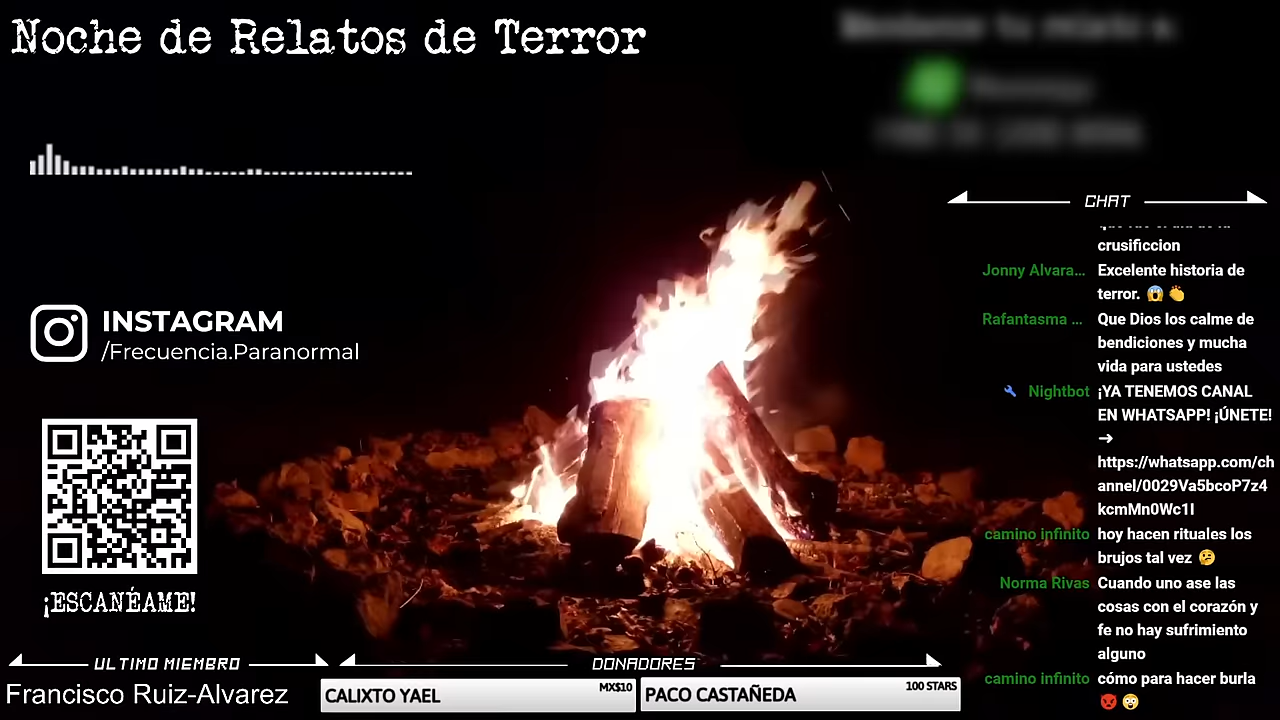 Noche de Relatos de Terror
INSTAGRAM
/Frecuencia.Paranormal
¡ESCANÉAME!
CHAT
crusificcion
Jonny Alvara... Excelente historia de
terror. 😱 👏
Rafantasma ... Que Dios los calme de
bendiciones y mucha
vida para ustedes
Nightbot ¡YA TENEMOS CANAL
EN WHATSAPP! ¡ÚNETE!
➜
https://whatsapp.com/ch
annel/0029Va5bcoP7z4
kcmMn0Wc1I
camino infinito hoy hacen rituales los
brujos tal vez 🤔
Norma Rivas Cuando uno ase las
cosas con el corazón y
fe no hay sufrimiento
alguno
camino infinito cómo para hacer burla
👿 🙄
ULTIMO MIEMBRO
Francisco Ruiz-Alvarez
DONADORES
CALIXTO YAEL MX$10
PACO CASTAÑEDA 100 STARS